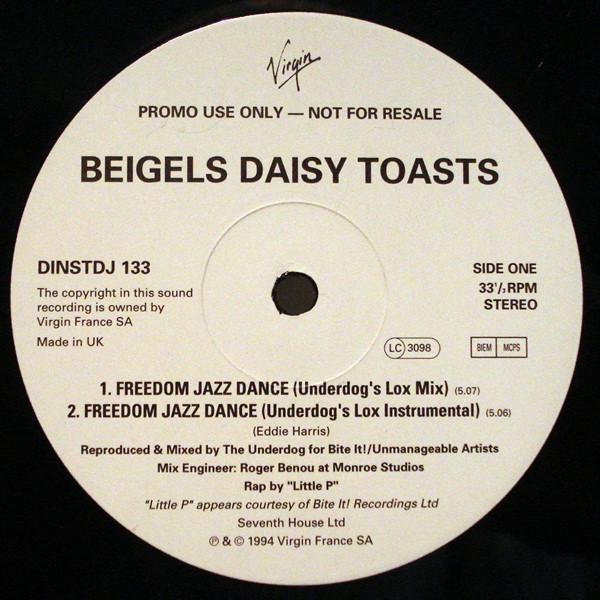 Virgin
PROMO USE ONLY — NOT FOR RESALE
BEIGELS DAISY TOASTS
DINSTDJ 133
The copyright in this sound
recording is owned by
Virgin France SA
Made in UK
SIDE ONE
33⅓ RPM
STEREO
LC 3098
BIEM MCPS
1. FREEDOM JAZZ DANCE (Underdog's Lox Mix) (5.07)
2. FREEDOM JAZZ DANCE (Underdog's Lox Instrumental) (5.06)
(Eddie Harris)
Reproduced & Mixed by The Underdog for Bite It!/Unmanageable Artists
Mix Engineer: Roger Benou at Monroe Studios
Rap by "Little P"
"Little P" appears courtesy of Bite It! Recordings Ltd
Seventh House Ltd
℗ & © 1994 Virgin France SA